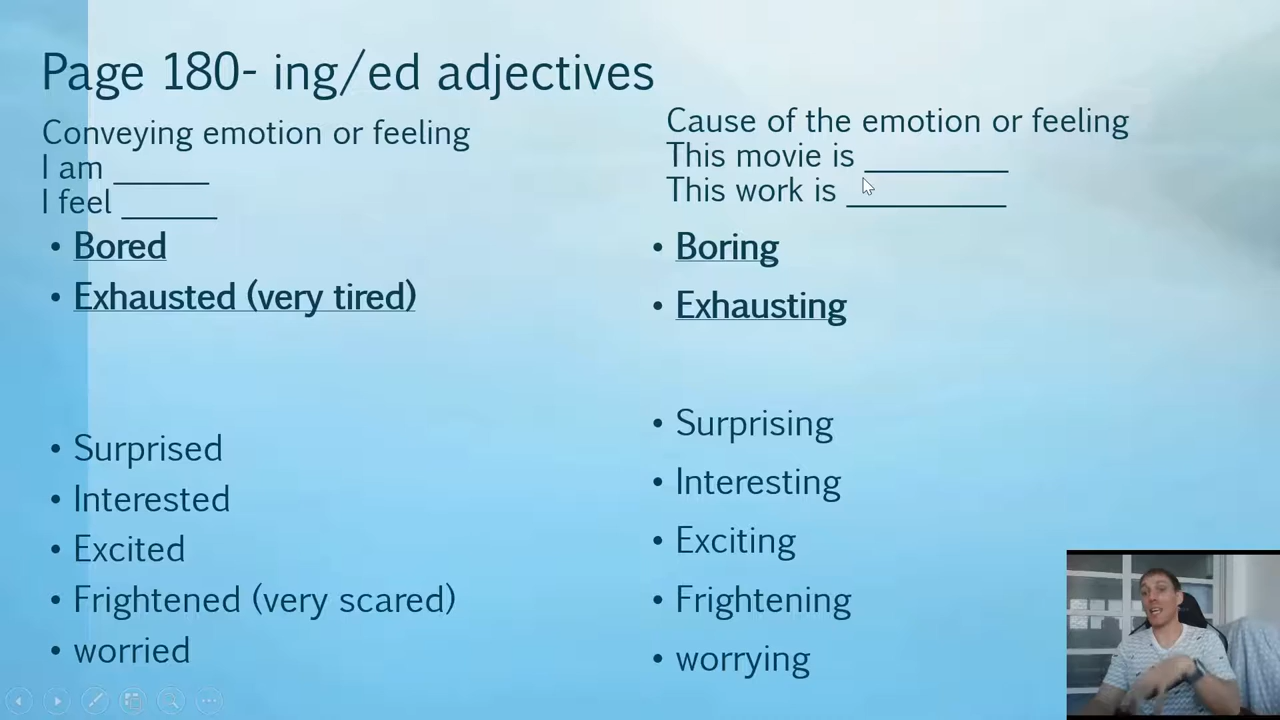 Page 180- ing/ed adjectives
Conveying emotion or feeling
I am ______
I feel ______
• Bored
• Exhausted (very tired)
• Surprised
• Interested
• Excited
• Frightened (very scared)
• worried
Cause of the emotion or feeling
This movie is _________
This work is __________
• Boring
• Exhausting
• Surprising
• Interesting
• Exciting
• Frightening
• worrying